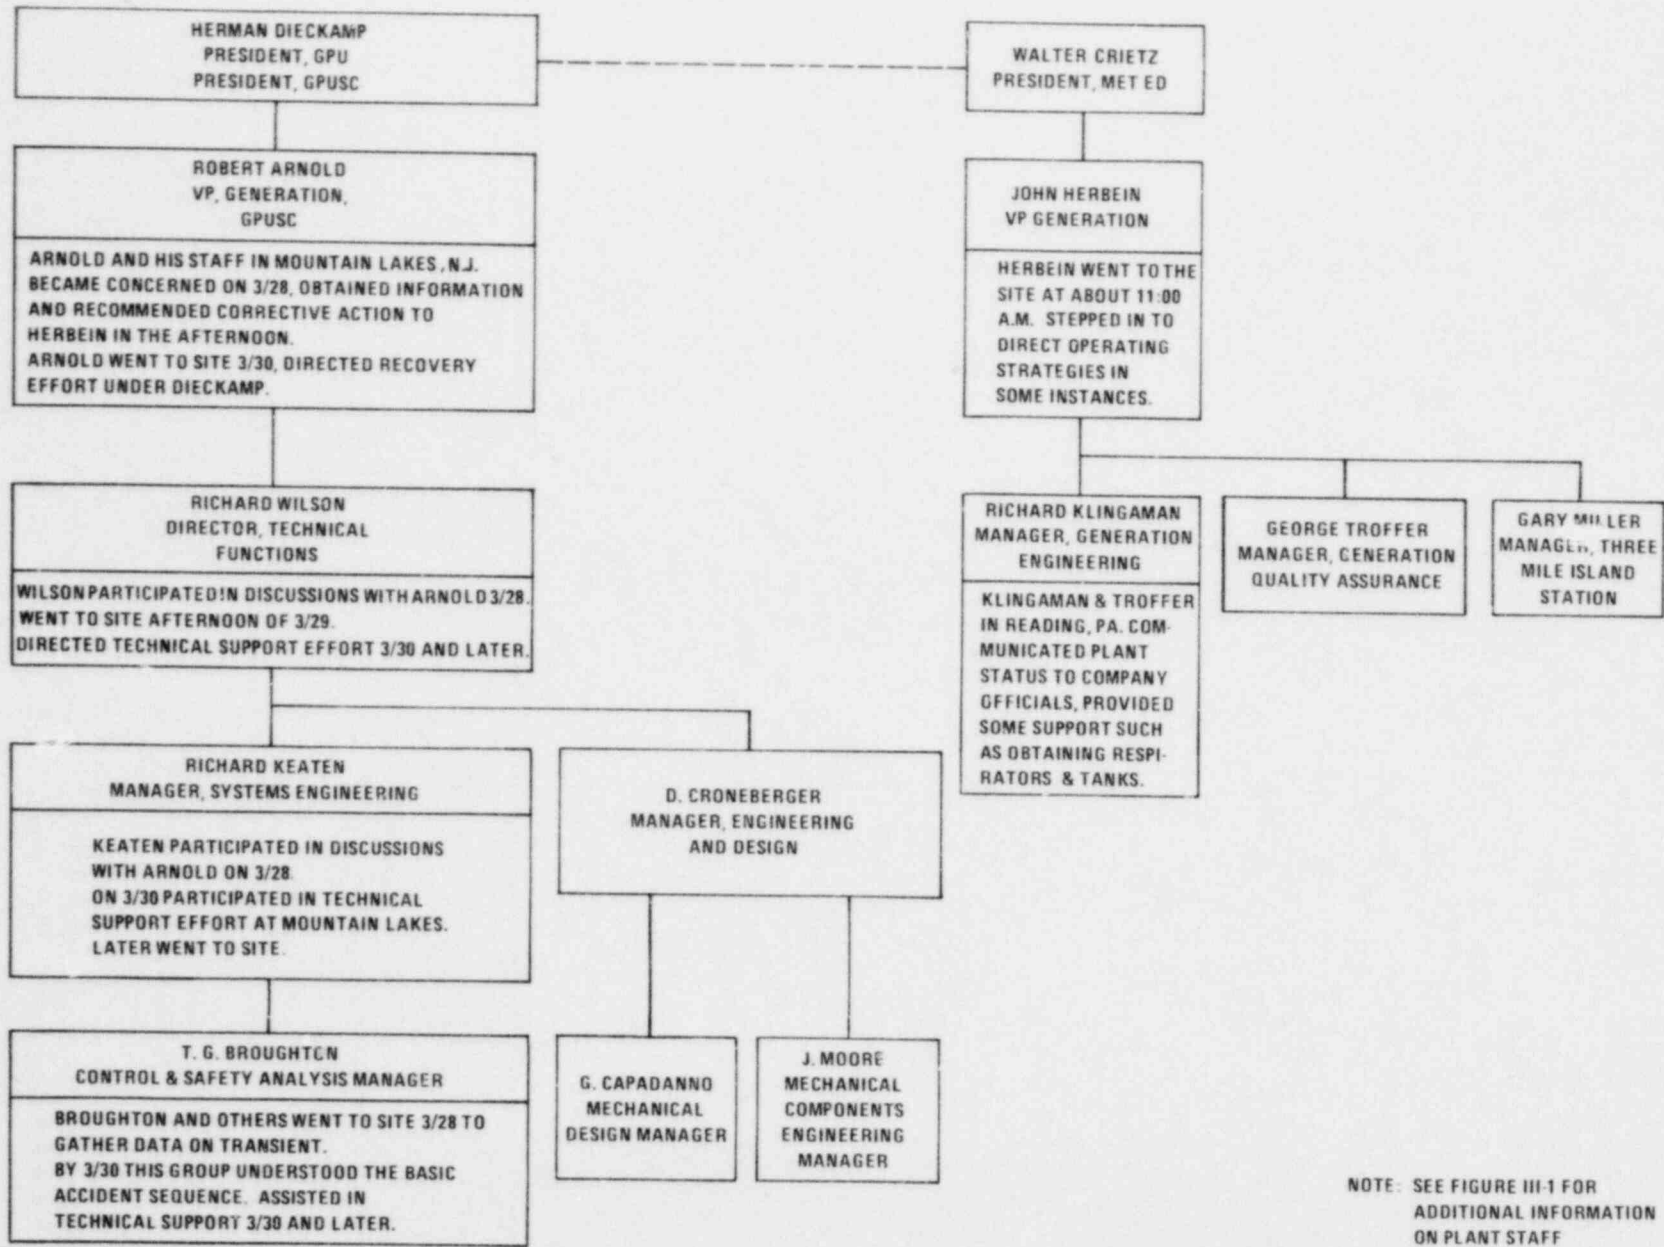 HERMAN DIECKAMP
PRESIDENT, GPU
PRESIDENT, GPUSC
WALTER CRIETZ
PRESIDENT, MET ED
ROBERT ARNOLD
VP, GENERATION,
GPUSC
ARNOLD AND HIS STAFF IN MOUNTAIN LAKES, N.J.
BECAME CONCERNED ON 3/28, OBTAINED INFORMATION
AND RECOMMENDED CORRECTIVE ACTION TO
HERBEIN IN THE AFTERNOON.
ARNOLD WENT TO SITE 3/30, DIRECTED RECOVERY
EFFORT UNDER DIECKAMP.
JOHN HERBEIN
VP GENERATION
HERBEIN WENT TO THE
SITE AT ABOUT 11:00
A.M. STEPPED IN TO
DIRECT OPERATING
STRATEGIES IN
SOME INSTANCES.
RICHARD WILSON
DIRECTOR, TECHNICAL
FUNCTIONS
WILSON PARTICIPATED IN DISCUSSIONS WITH ARNOLD 3/28.
WENT TO SITE AFTERNOON OF 3/29.
DIRECTED TECHNICAL SUPPORT EFFORT 3/30 AND LATER.
RICHARD KLINGAMAN
MANAGER, GENERATION
ENGINEERING
KLINGAMAN & TROFFER
IN READING, PA. COM-
MUNICATED PLANT
STATUS TO COMPANY
OFFICIALS, PROVIDED
SOME SUPPORT SUCH
AS OBTAINING RESPI-
RATORS & TANKS.
GEORGE TROFFER
MANAGER, GENERATION
QUALITY ASSURANCE
GARY MILLER
MANAGER, THREE
MILE ISLAND
STATION
RICHARD KEATEN
MANAGER, SYSTEMS ENGINEERING
KEATEN PARTICIPATED IN DISCUSSIONS
WITH ARNOLD ON 3/28.
ON 3/30 PARTICIPATED IN TECHNICAL
SUPPORT EFFORT AT MOUNTAIN LAKES.
LATER WENT TO SITE.
D. CRONEBERGER
MANAGER, ENGINEERING
AND DESIGN
T. G. BROUGHTON
CONTROL & SAFETY ANALYSIS MANAGER
BROUGHTON AND OTHERS WENT TO SITE 3/28 TO
GATHER DATA ON TRANSIENT.
BY 3/30 THIS GROUP UNDERSTOOD THE BASIC
ACCIDENT SEQUENCE. ASSISTED IN
TECHNICAL SUPPORT 3/30 AND LATER.
G. CAPADANNO
MECHANICAL
DESIGN MANAGER
J. MOORE
MECHANICAL
COMPONENTS
ENGINEERING
MANAGER
NOTE: SEE FIGURE III-1 FOR
ADDITIONAL INFORMATION
ON PLANT STAFF